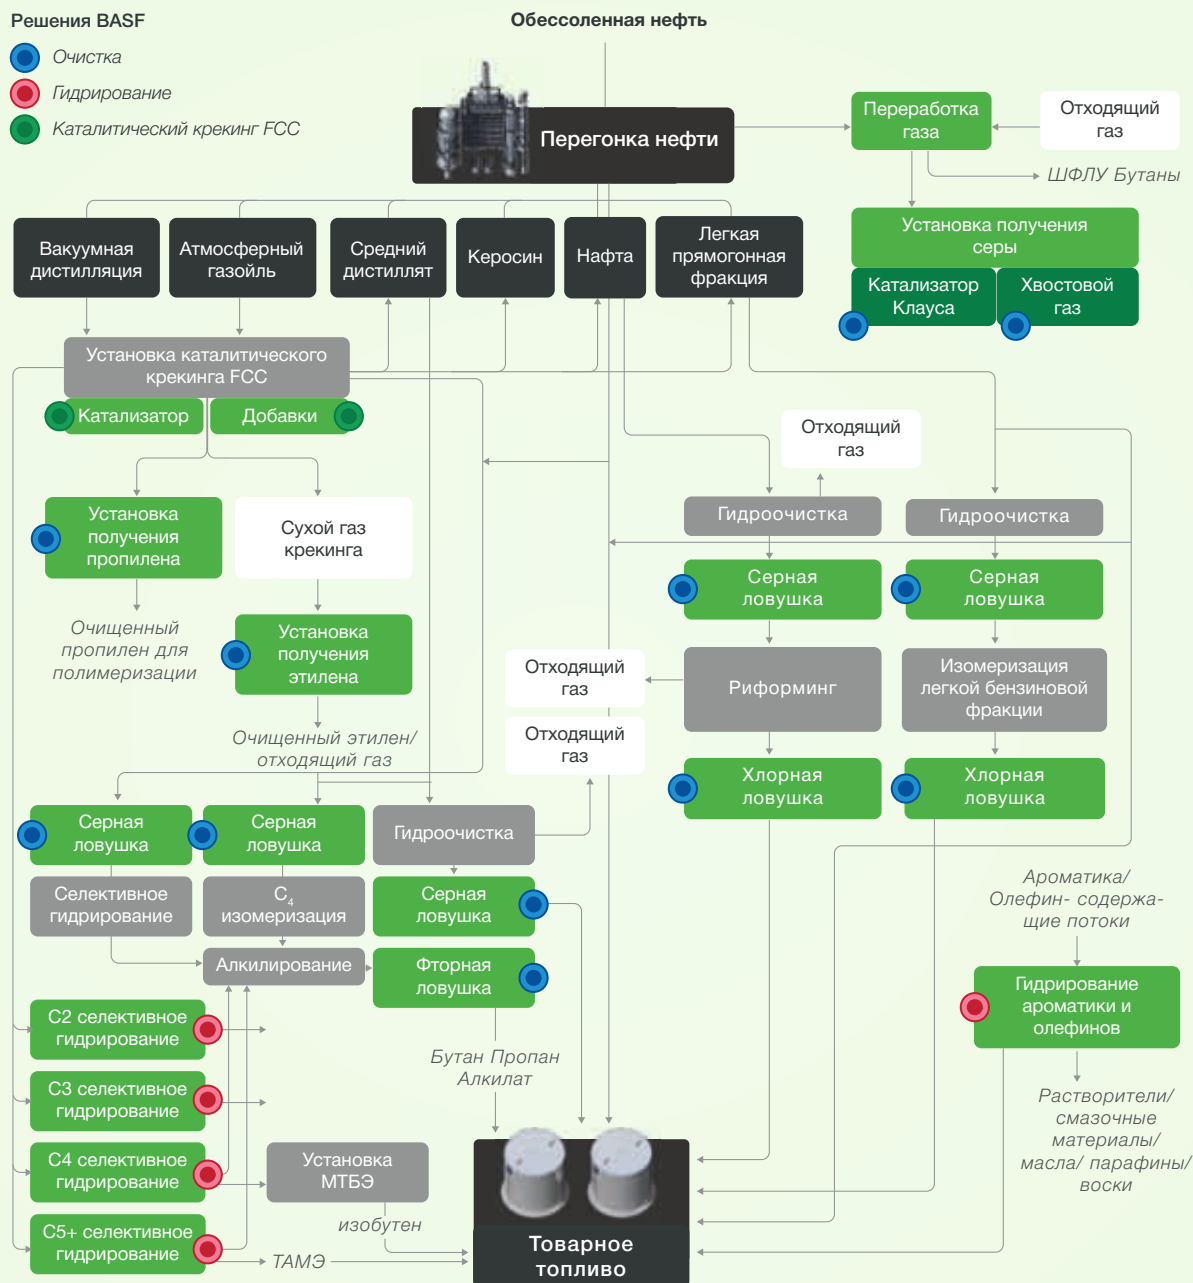 Решения BASF
Очистка
Гидрирование
Каталитический крекинг FCC
Обессоленная нефть
Перегонка нефти
Переработка
газа
Отходящий
газ
ШФЛУ Бутаны
Установка получения
серы
Катализатор
Клауса
Хвостовой
газ
Вакуумная
дистилляция
Атмосферный
газойль
Средний
дистиллят
Керосин
Нафта
Легкая
прямогонная
фракция
Установка каталитического
крекинга FCC
Катализатор
Добавки
Отходящий
газ
Установка
получения
пропилена
Сухой газ
крекинга
Гидроочистка
Гидроочистка
Серная
ловушка
Серная
ловушка
Очищенный
пропилен для
полимеризации
Установка
получения
этилена
Отходящий
газ
Риформинг
Изомеризация
легкой бензиновой
фракции
Очищенный этилен/
отходящий газ
Отходящий
газ
Хлорная
ловушка
Хлорная
ловушка
Серная
ловушка
Серная
ловушка
Гидроочистка
Селективное
гидрирование
C4
изомеризация
Серная
ловушка
Ароматика/
Олефин- содержа-
щие потоки
Алкилирование
Фторная
ловушка
Гидрирование
ароматики и
олефинов
C2 селективное
гидрирование
Бутан Пропан
Алкилат
C3 селективное
гидрирование
Растворители/
смазочные
материалы/
масла/ парафины/
воски
C4 селективное
гидрирование
Установка
МТБЭ
изобутен
C5+ селективное
гидрирование
ТАМЭ
Товарное
топливо